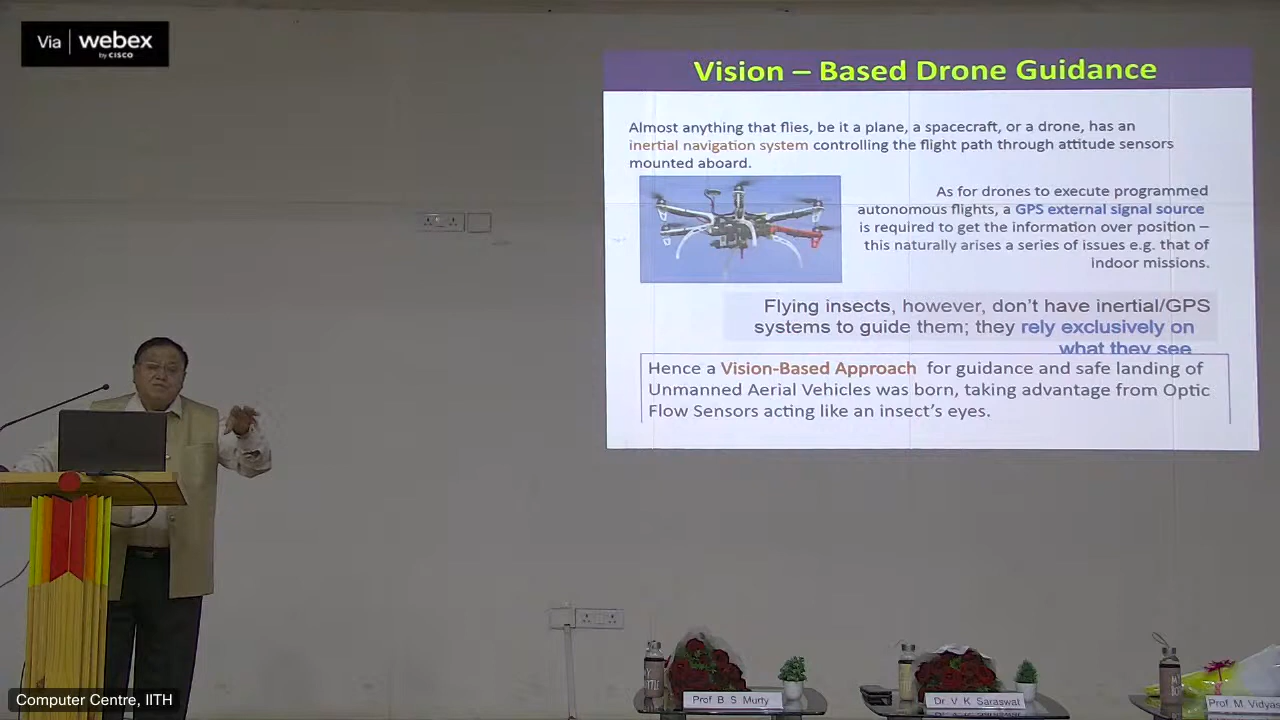 Via webex
by CISCO
Vision – Based Drone Guidance
Almost anything that flies, be it a plane, a spacecraft, or a drone, has an
inertial navigation system controlling the flight path through attitude sensors
mounted aboard.
As for drones to execute programmed
autonomous flights, a GPS external signal source
is required to get the information over position –
this naturally arises a series of issues e.g. that of
indoor missions.
Flying insects, however, don't have inertial/GPS
systems to guide them; they rely exclusively on
what they see
Hence a Vision-Based Approach for guidance and safe landing of
Unmanned Aerial Vehicles was born, taking advantage from Optic
Flow Sensors acting like an insect's eyes.
Prof B S Murty
Dr. V. K. Saraswat
Prof M. Vidyas
Computer Centre, IITH